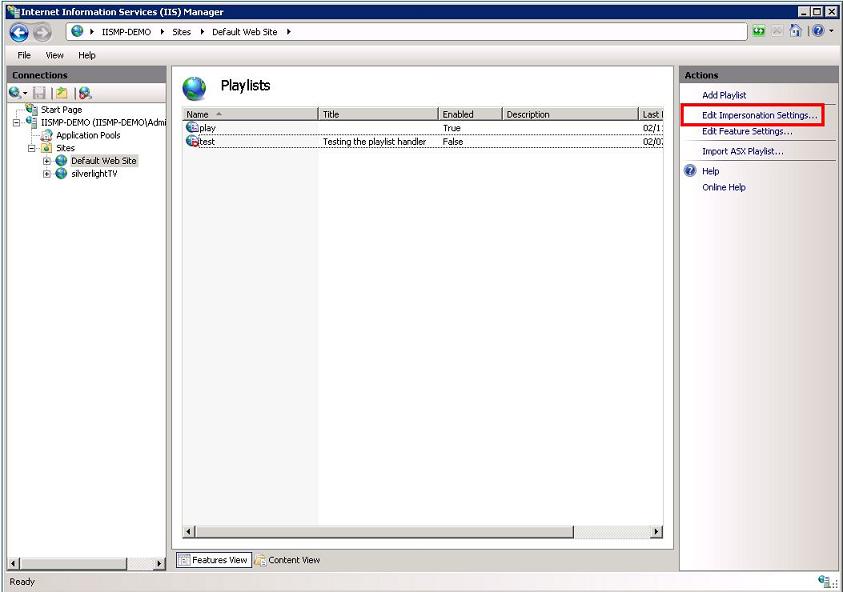 Internet Information Services (IIS) Manager
IISMP-DEMO Sites Default Web Site
File View Help
Connections
Start Page
IISMP-DEMO (IISMP-DEMO\Admi
Application Pools
Sites
Default Web Site
silverlightTV
Playlists
Name Title Enabled Description Last
play True 02/1
test Testing the playlist handler False 02/0
Features View Content View
Actions
Add Playlist
Edit Impersonation Settings...
Edit Feature Settings...
Import ASX Playlist...
Help
Online Help
Ready